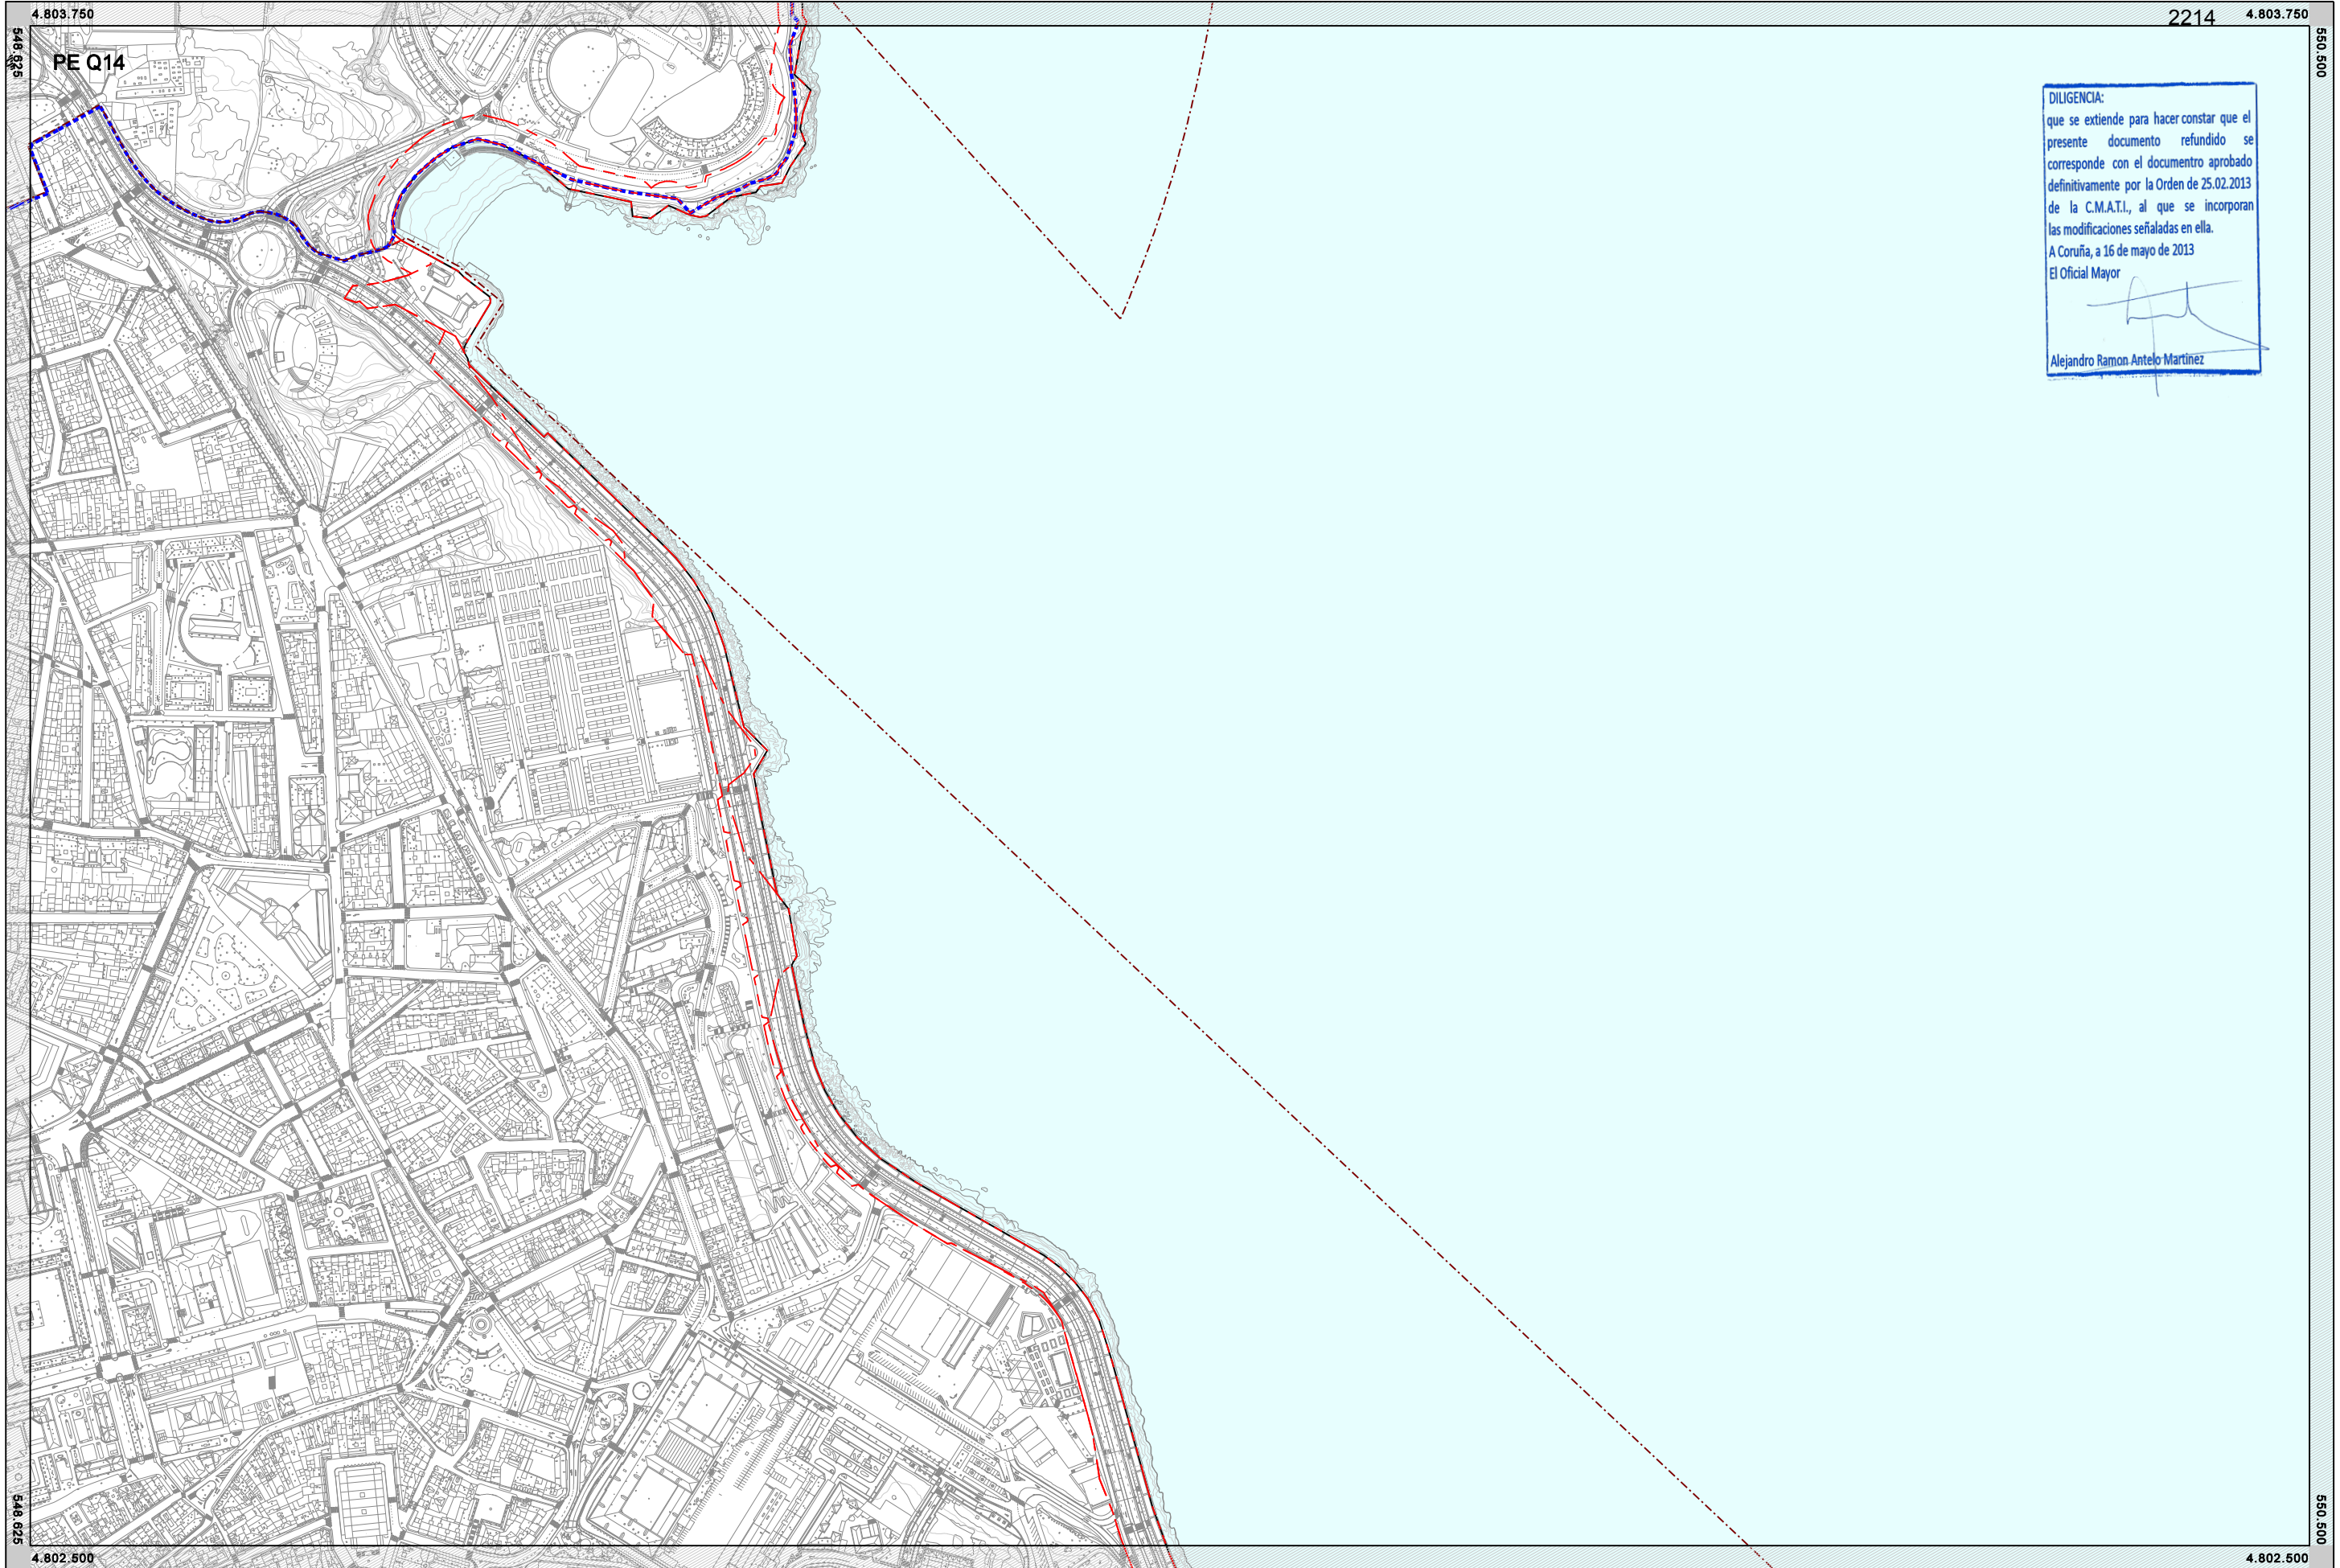 4.803.750
2214
4.803.750
548.625
550.500
PE Q14
DILIGENCIA:
que se extiende para hacer constar que el
presente documento refundido se
corresponde con el documentro aprobado
definitivamente por la Orden de 25.02.2013
de la C.M.A.T.I., al que se incorporan
las modificaciones señaladas en ella.
A Coruña, a 16 de mayo de 2013
El Oficial Mayor
Alejandro Ramon Antelo Martinez
548.625
550.500
4.802.500
4.802.500